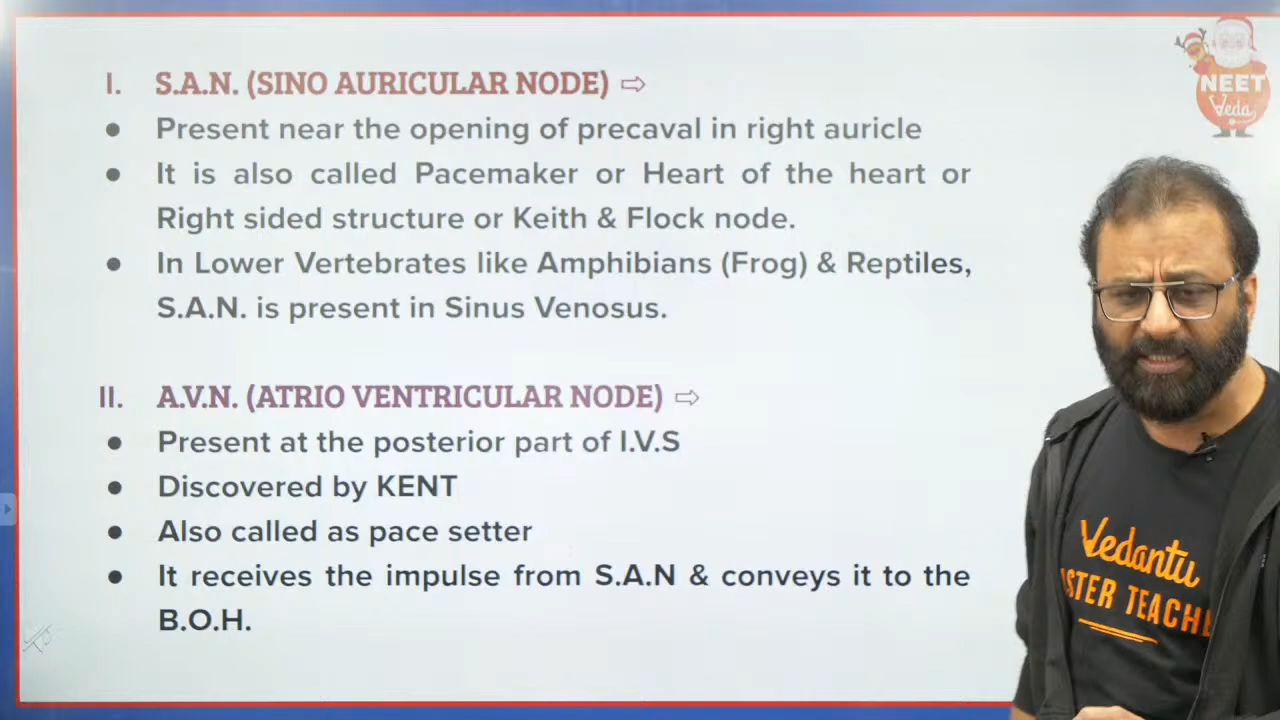 I. S.A.N. (SINO AURICULAR NODE) ⇨
● Present near the opening of precaval in right auricle
● It is also called Pacemaker or Heart of the heart or
Right sided structure or Keith & Flock node.
● In Lower Vertebrates like Amphibians (Frog) & Reptiles,
S.A.N. is present in Sinus Venosus.
II. A.V.N. (ATRIO VENTRICULAR NODE) ⇨
● Present at the posterior part of I.V.S
● Discovered by KENT
● Also called as pace setter
● It receives the impulse from S.A.N & conveys it to the
B.O.H.
NEET
Veda
Vedantu
ASTER TEACHE